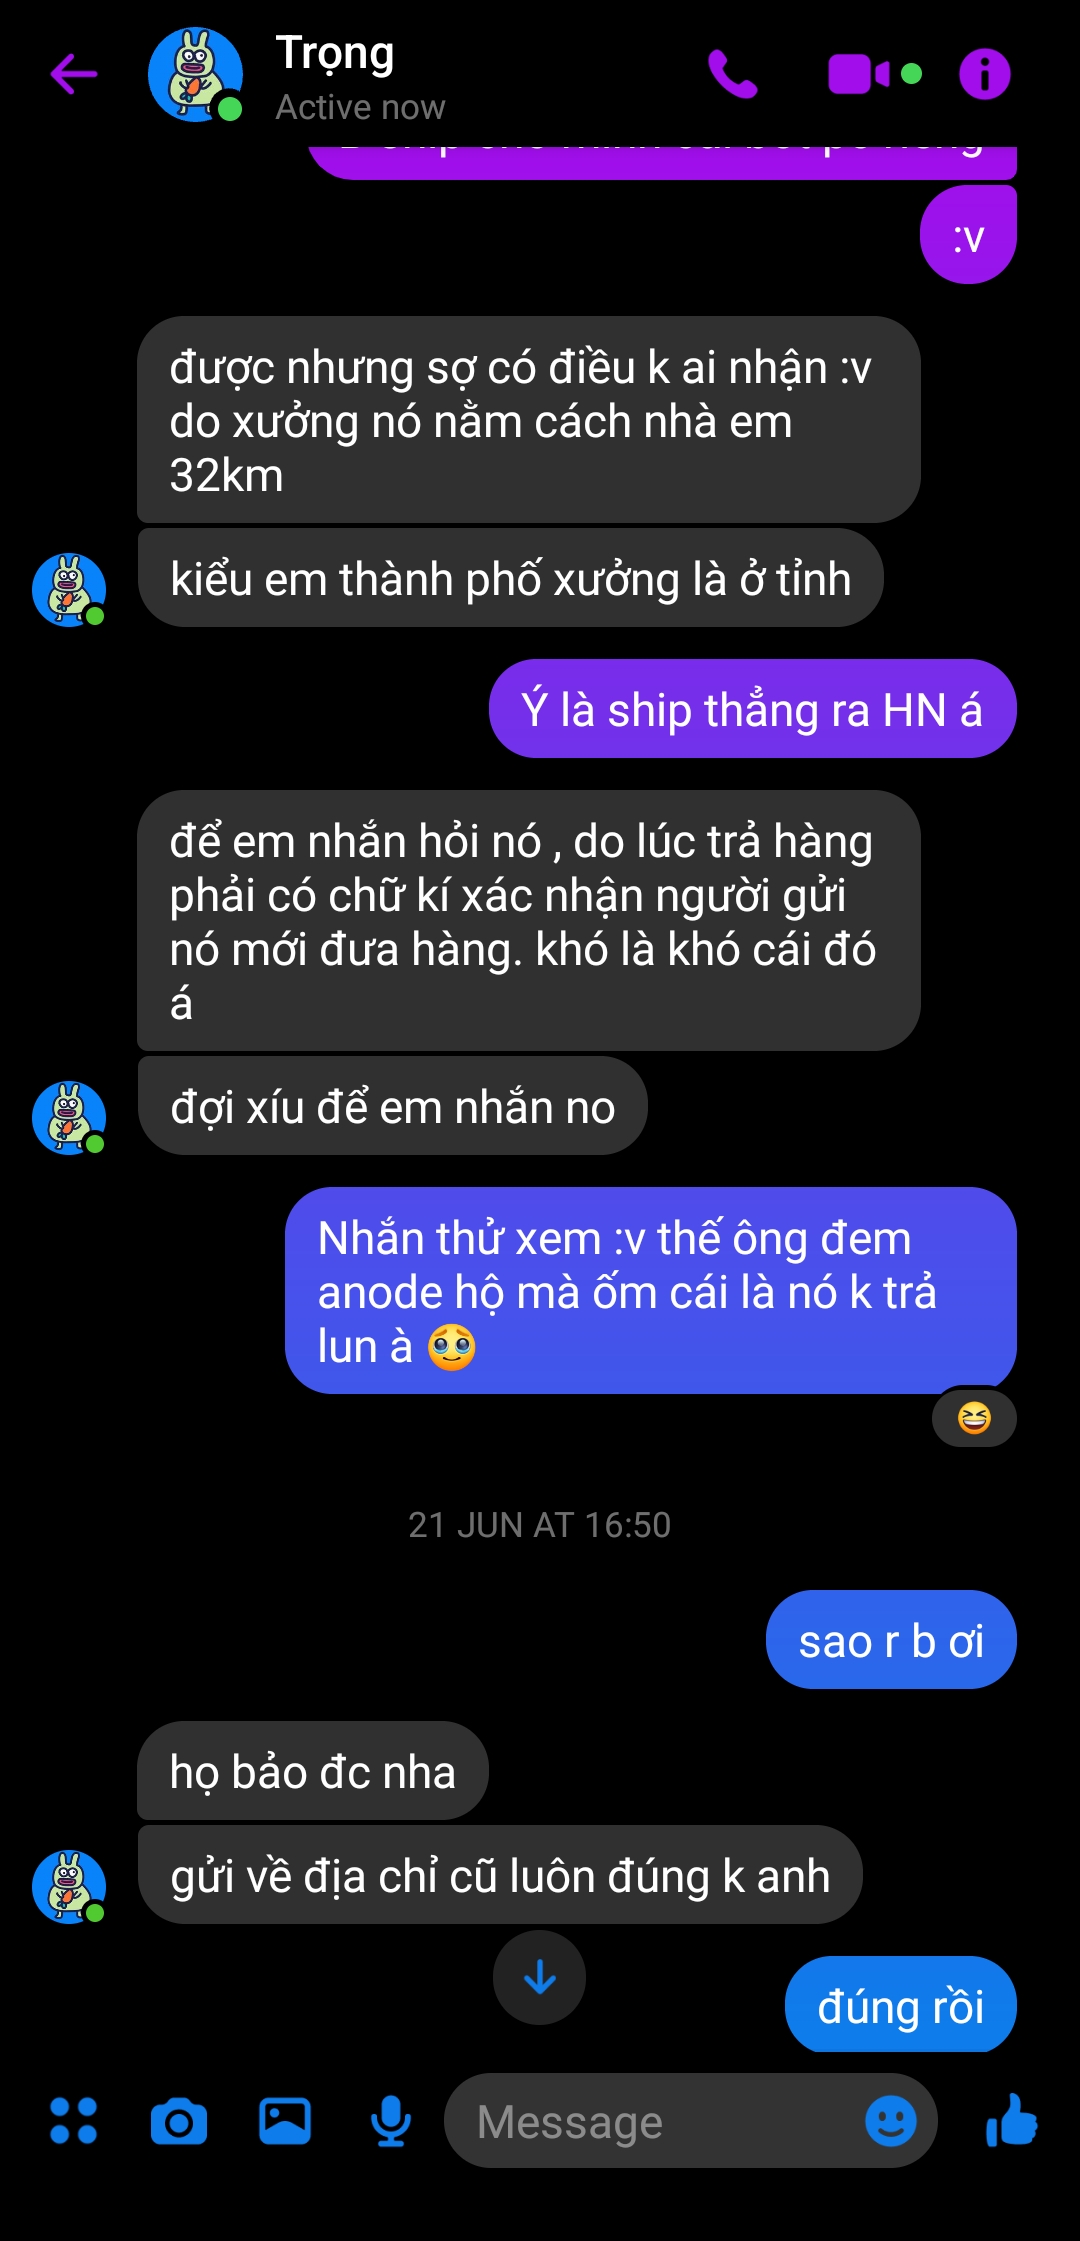 Trọng
Active now
:v
được nhưng sợ có điều k ai nhận :v
do xưởng nó nằm cách nhà em
32km
kiểu em thành phố xưởng là ở tỉnh
Ý là ship thẳng ra HN á
để em nhắn hỏi nó , do lúc trả hàng
phải có chữ kí xác nhận người gửi
nó mới đưa hàng. khó là khó cái đó
á
đợi xíu để em nhắn no
Nhắn thử xem :v thế ông đem
anode hộ mà ốm cái là nó k trả
lun à 🥹
😆
21 JUN AT 16:50
sao r b ơi
họ bảo đc nha
gửi về địa chỉ cũ luôn đúng k anh
đúng rồi
Message